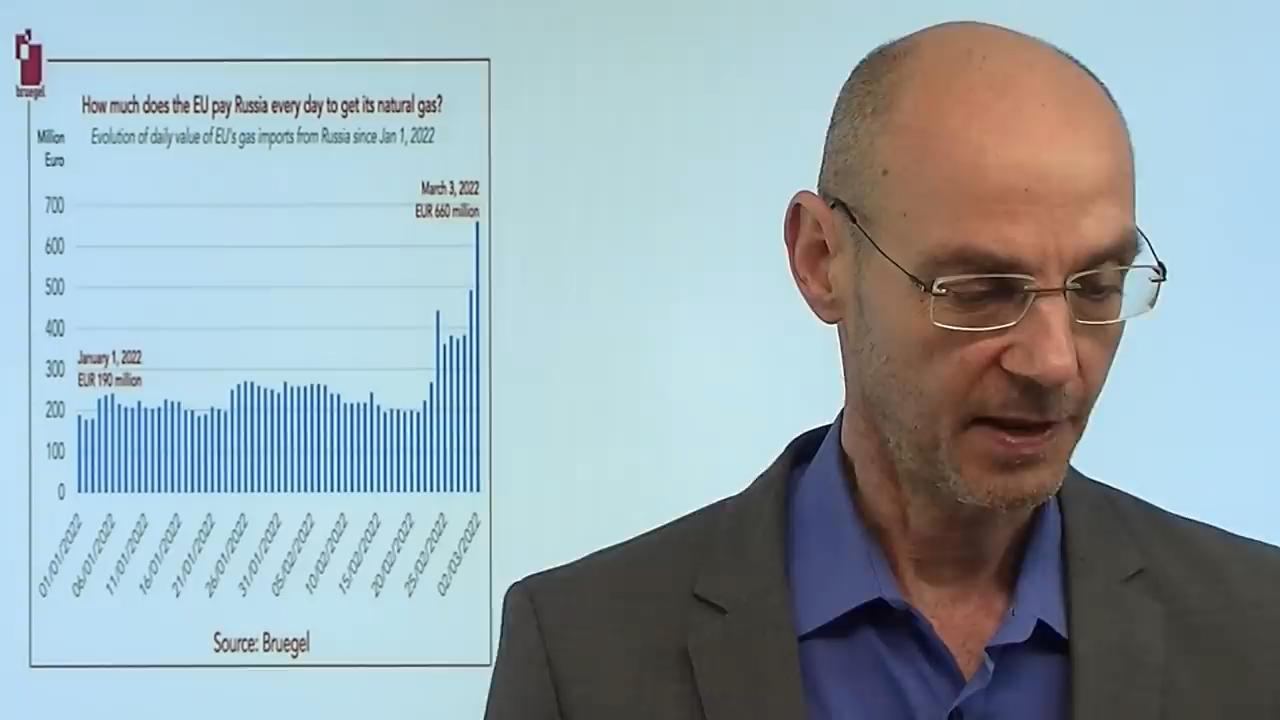 bruegel
How much does the EU pay Russia every day to get its natural gas?
Evolution of daily value of EU's gas imports from Russia since Jan 1, 2022
Million
Euro
March 3, 2022
EUR 660 million
700
600
500
400
January 1, 2022
EUR 190 million
300
200
100
0
01/01/2022
06/01/2022
11/01/2022
16/01/2022
21/01/2022
26/01/2022
31/01/2022
05/02/2022
10/02/2022
15/02/2022
20/02/2022
25/02/2022
02/03/2022
Source: Bruegel